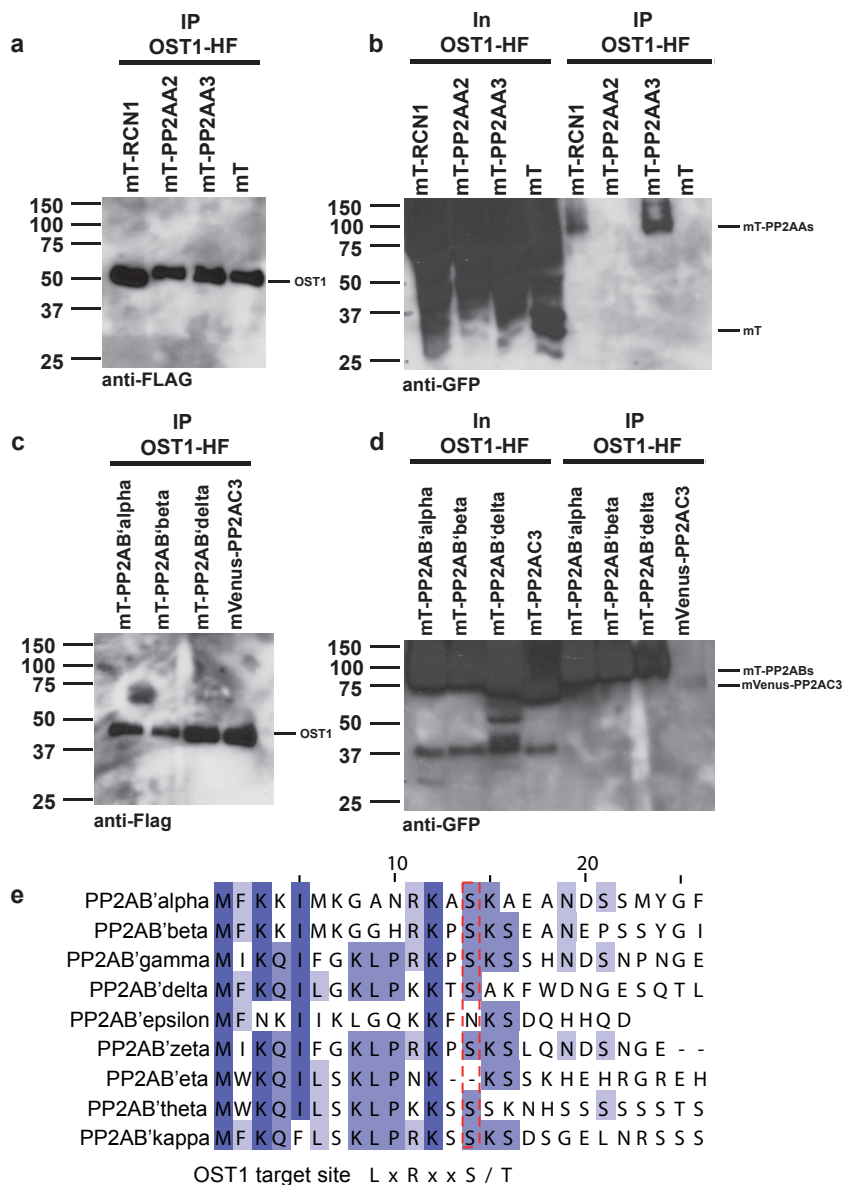 a
IP
OST1-HF
mT-RCN1
mT-PP2AA2
mT-PP2AA3
mT
150
100
75
50
37
25
OST1
anti-FLAG
b
In
OST1-HF
IP
OST1-HF
mT-RCN1
mT-PP2AA2
mT-PP2AA3
mT
mT-RCN1
mT-PP2AA2
mT-PP2AA3
mT
150
100
75
50
37
25
mT-PP2AAs
mT
anti-GFP
c
IP
OST1-HF
mT-PP2AB‘alpha
mT-PP2AB‘beta
mT-PP2AB‘delta
mVenus-PP2AC3
150
100
75
50
37
25
OST1
anti-Flag
d
In
OST1-HF
IP
OST1-HF
mT-PP2AB‘alpha
mT-PP2AB‘beta
mT-PP2AB‘delta
mT-PP2AC3
mT-PP2AB‘alpha
mT-PP2AB‘beta
mT-PP2AB‘delta
mVenus-PP2AC3
150
100
75
50
37
25
mT-PP2ABs
mVenus-PP2AC3
anti-GFP
e
10 20
PP2AB’alpha M F K K I M K G A N R K A S K A E A N D S S M Y G F
PP2AB’beta M F K K I M K G G H R K P S K S E A N E P S S Y G I
PP2AB’gamma M I K Q I F G K L P R K P S K S S H N D S N P N G E
PP2AB’delta M F K Q I L G K L P K K T S A K F W D N G E S Q T L
PP2AB’epsilon M F N K I I K L G Q K K F N K S D Q H H Q D
PP2AB’zeta M I K Q I F G K L P R K P S K S L Q N D S N G E - -
PP2AB’eta M W K Q I L S K L P N K - - K S S K H E H R G R E H
PP2AB’theta M W K Q I L S K L P K K S S S K N H S S S S S S T S
PP2AB’kappa M F K Q F L S K L P R K S S K S D S G E L N R S S S
OST1 target site L x R x x S / T